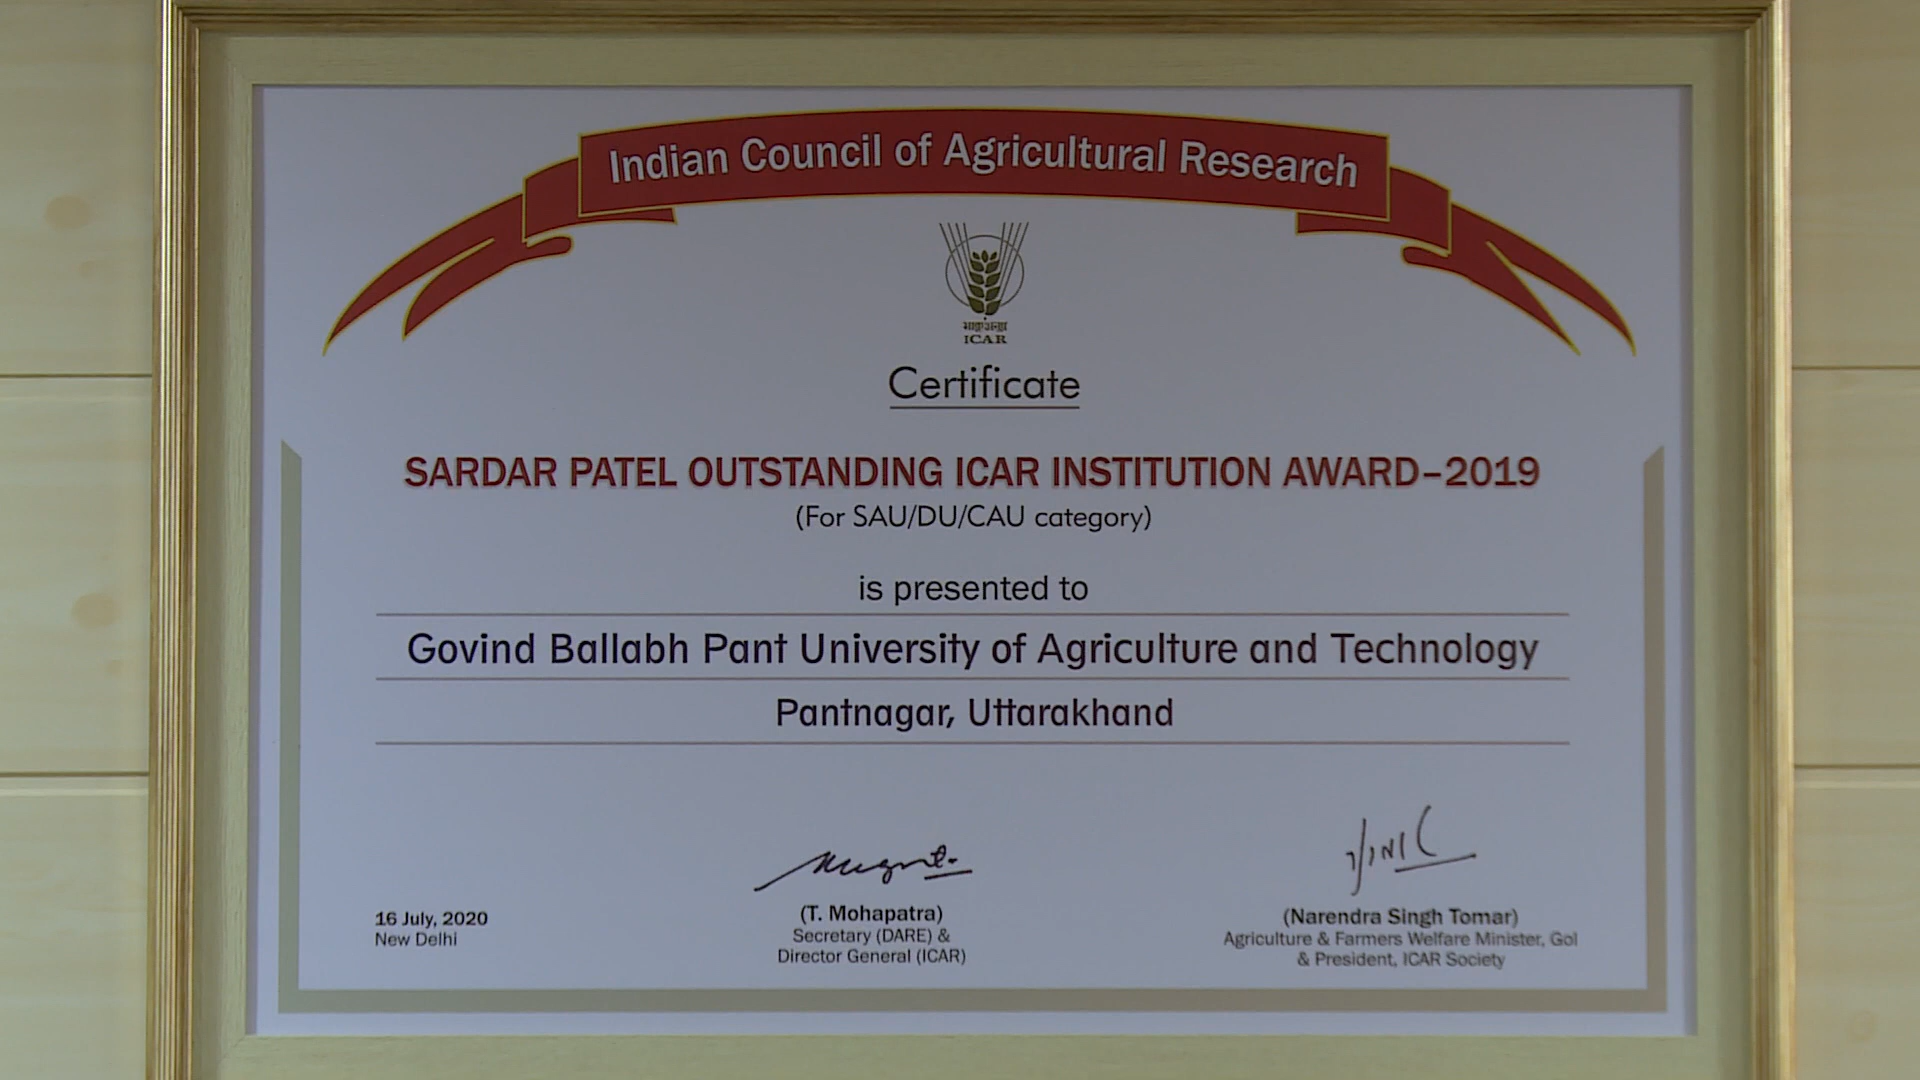 Indian Council of Agricultural Research
भाकृअनुप
ICAR
Certificate
SARDAR PATEL OUTSTANDING ICAR INSTITUTION AWARD–2019
(For SAU/DU/CAU category)
is presented to
Govind Ballabh Pant University of Agriculture and Technology
Pantnagar, Uttarakhand
16 July, 2020
New Delhi
(T. Mohapatra)
Secretary (DARE) &
Director General (ICAR)
(Narendra Singh Tomar)
Agriculture & Farmers Welfare Minister, GoI
& President, ICAR Society